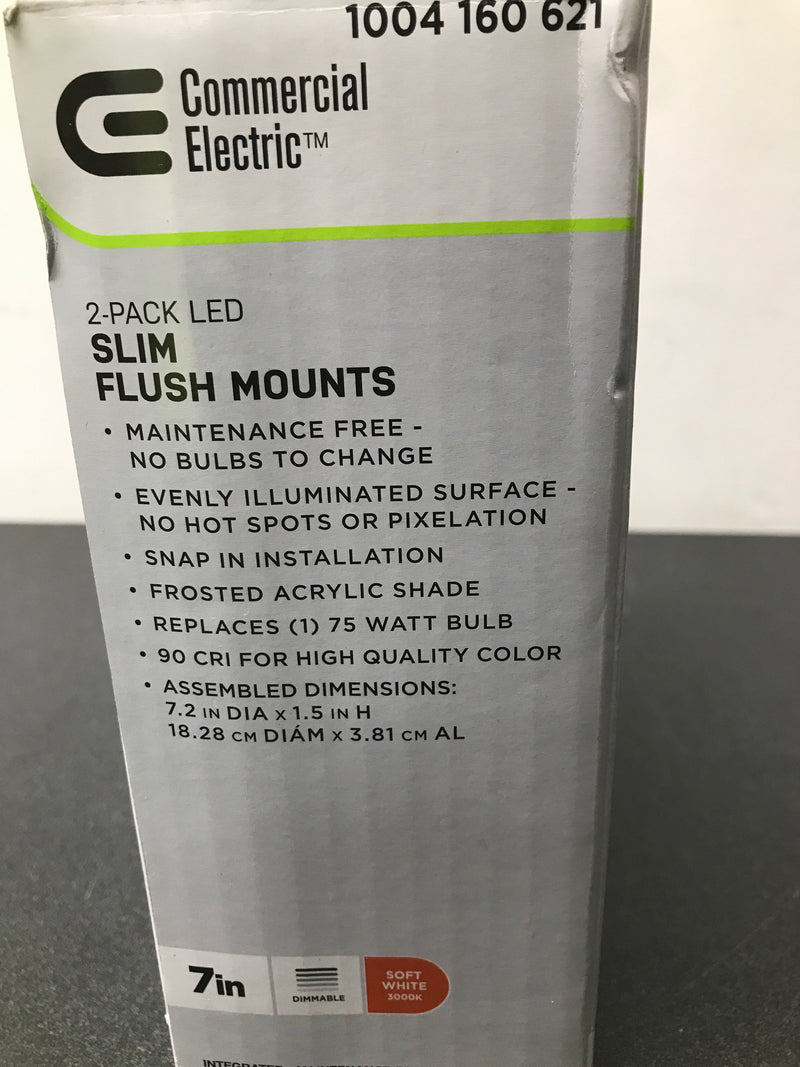 1004 160 621
Commercial
Electric™
2-PACK LED
SLIM
FLUSH MOUNTS
• MAINTENANCE FREE -
NO BULBS TO CHANGE
• EVENLY ILLUMINATED SURFACE -
NO HOT SPOTS OR PIXELATION
• SNAP IN INSTALLATION
• FROSTED ACRYLIC SHADE
• REPLACES (1) 75 WATT BULB
• 90 CRI FOR HIGH QUALITY COLOR
• ASSEMBLED DIMENSIONS:
7.2 IN DIA x 1.5 IN H
18.28 CM DIÁM x 3.81 CM AL
7in
DIMMABLE
SOFT
WHITE
3000K